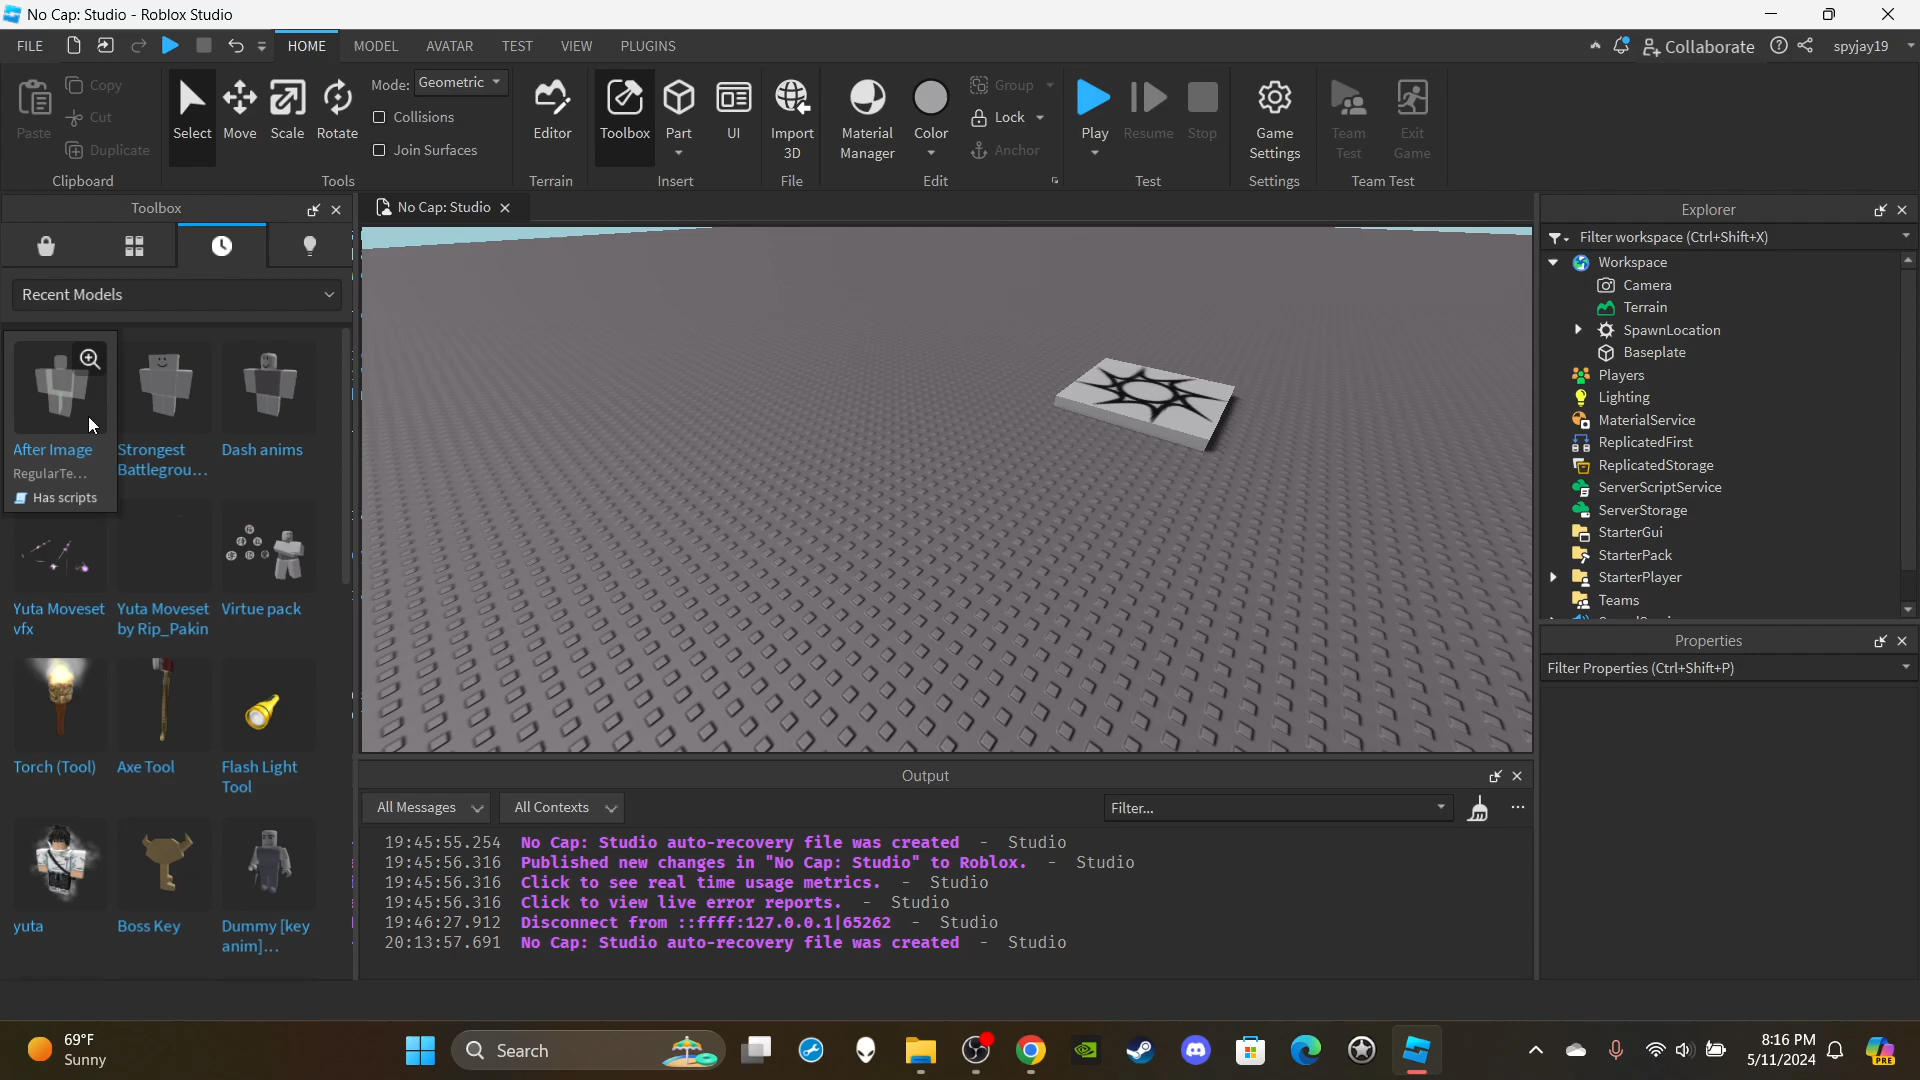 No Cap: Studio - Roblox Studio
FILE HOME MODEL AVATAR TEST VIEW PLUGINS Collaborate spyjay19
Paste Copy Cut Duplicate
Clipboard
Select Move Scale Rotate
Mode: Geometric
Collisions
Join Surfaces
Tools
Editor
Terrain
Toolbox Part UI
Insert
Import 3D
File
Material Manager Color
Group
Lock
Anchor
Edit
Play Resume Stop
Test
Game Settings
Settings
Team Test Exit Game
Team Test
Toolbox
No Cap: Studio
Recent Models
After Image
RegularTe...
Has scripts
Strongest
Battlegrou...
Dash anims
Yuta Moveset
vfx
Yuta Moveset
by Rip_Pakin
Virtue pack
Torch (Tool)
Axe Tool
Flash Light
Tool
yuta
Boss Key
Dummy [key
anim]...
Output
All Messages All Contexts Filter...
19:45:55.254 No Cap: Studio auto-recovery file was created - Studio
19:45:56.316 Published new changes in "No Cap: Studio" to Roblox. - Studio
19:45:56.316 Click to see real time usage metrics. - Studio
19:45:56.316 Click to view live error reports. - Studio
19:46:27.912 Disconnect from ::ffff:127.0.0.1|65262 - Studio
20:13:57.691 No Cap: Studio auto-recovery file was created - Studio
Explorer
Filter workspace (Ctrl+Shift+X)
Workspace
Camera
Terrain
SpawnLocation
Baseplate
Players
Lighting
MaterialService
ReplicatedFirst
ReplicatedStorage
ServerScriptService
ServerStorage
StarterGui
StarterPack
StarterPlayer
Teams
Properties
Filter Properties (Ctrl+Shift+P)
69°F
Sunny
Search
8:16 PM
5/11/2024
PRE